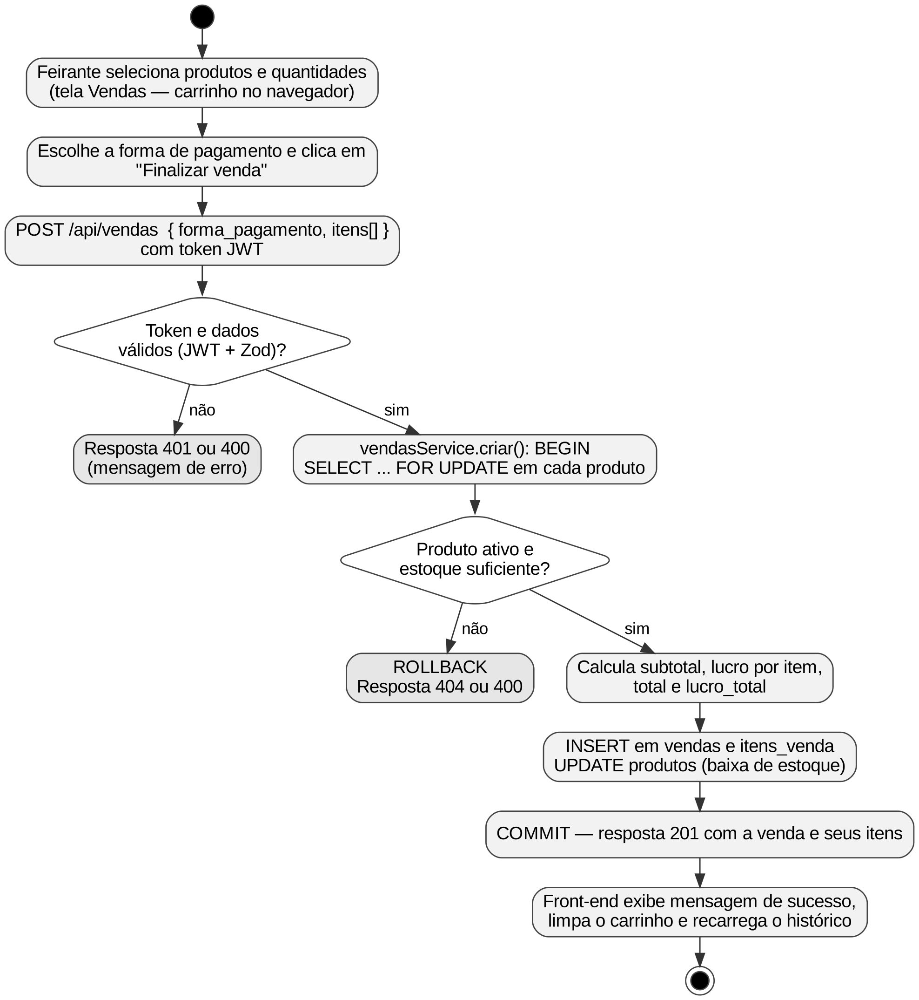 Feirante seleciona produtos e quantidades
(tela Vendas — carrinho no navegador)
Escolhe a forma de pagamento e clica em
"Finalizar venda"
POST /api/vendas  { forma_pagamento, itens[] }
com token JWT
Token e dados
válidos (JWT + Zod)?
não
sim
Resposta 401 ou 400
(mensagem de erro)
vendasService.criar(): BEGIN
SELECT ... FOR UPDATE em cada produto
Produto ativo e
estoque suficiente?
não
sim
ROLLBACK
Resposta 404 ou 400
Calcula subtotal, lucro por item,
total e lucro_total
INSERT em vendas e itens_venda
UPDATE produtos (baixa de estoque)
COMMIT — resposta 201 com a venda e seus itens
Front-end exibe mensagem de sucesso,
limpa o carrinho e recarrega o histórico